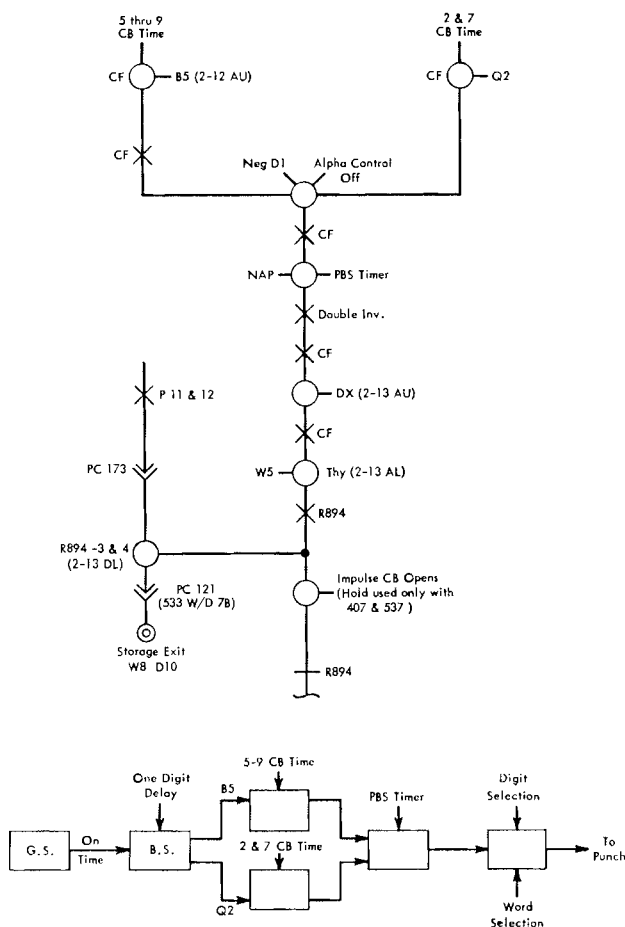 5 thru 9
CB Time
2 & 7
CB Time
CF
B5 (2-12 AU)
CF
Q2
CF
Neg D1
Alpha Control
Off
CF
NAP
PBS Timer
Double Inv.
CF
P 11 & 12
DX (2-13 AU)
CF
PC 173
W5
Thy (2-13 AL)
R894
R894 -3 & 4
(2-13 DL)
PC 121
(533 W/D 7B)
Impulse CB Opens
(Hold used only with
407 & 537 )
Storage Exit
W8 D10
R894
5-9 CB Time
One Digit
Delay
B5
PBS Timer
Digit
Selection
G.S.
On
Time
B.S.
2 & 7 CB Time
To
Punch
Q2
Word
Selection